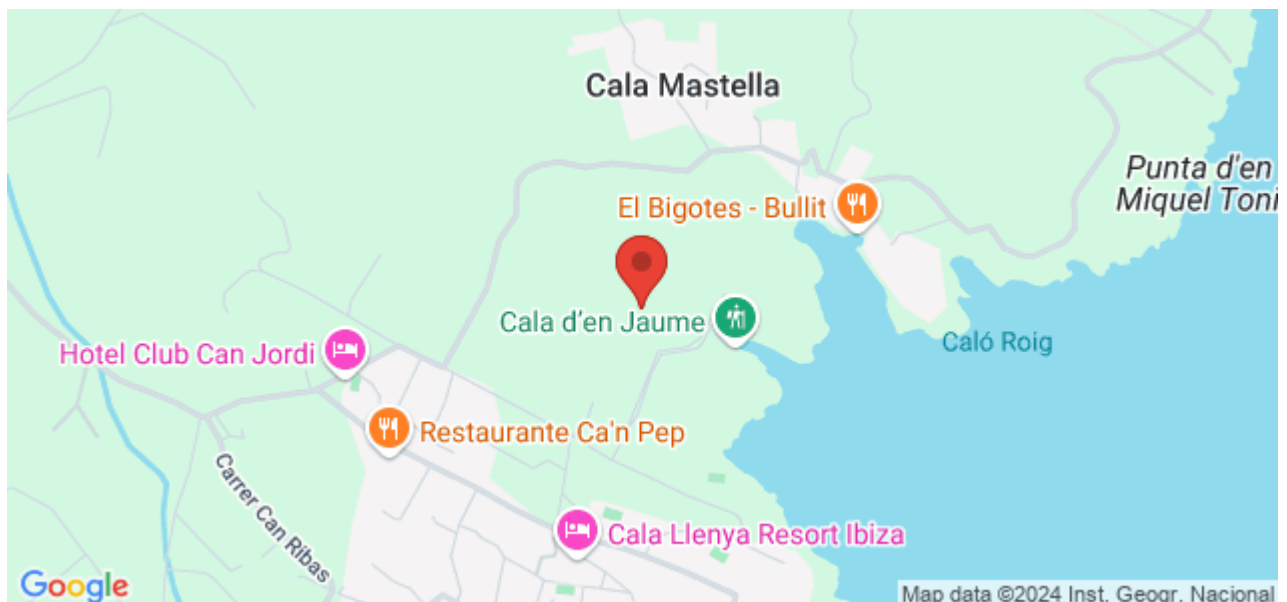 Cala Mastella
Punta d'en
Miquel Toni
El Bigotes - Bullit
Cala d'en Jaume
Caló Roig
Hotel Club Can Jordi
Restaurante Ca'n Pep
Carrer Can Ribas
Cala Llenya Resort Ibiza
Google
Map data ©2024 Inst. Geogr. Nacional